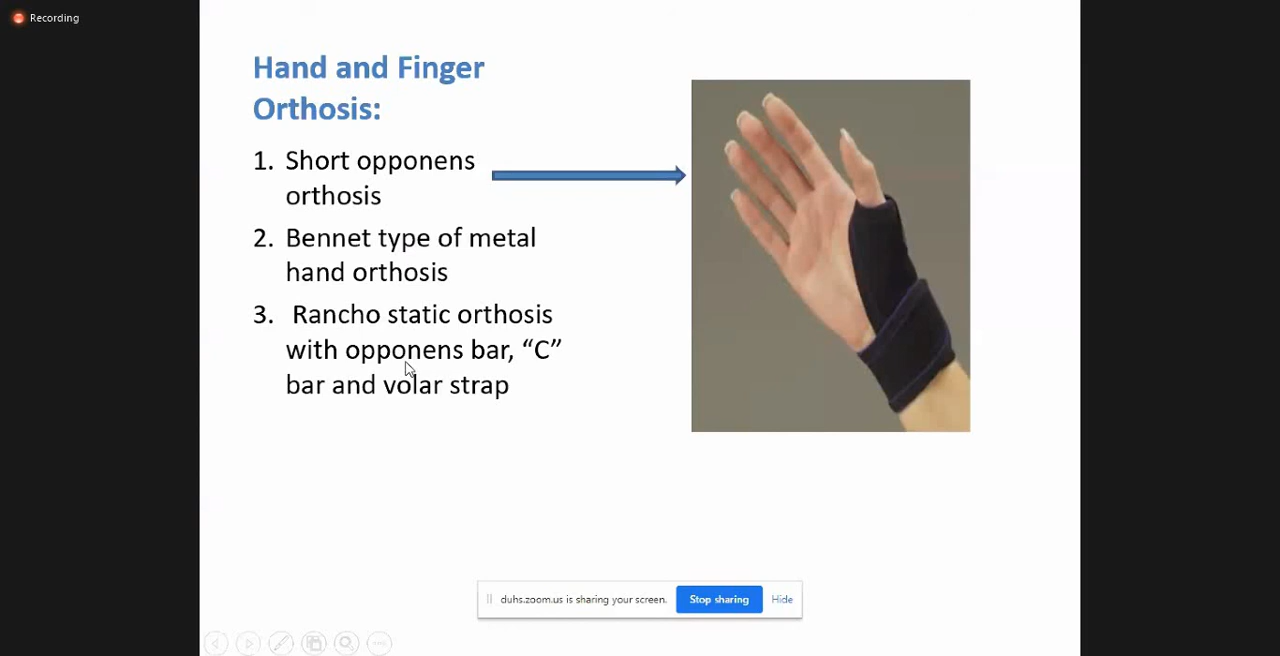 Recording
Hand and Finger
Orthosis:
1. Short opponens
orthosis
2. Bennet type of metal
hand orthosis
3. Rancho static orthosis
with opponens bar, “C”
bar and volar strap
duhs.zoom.us is sharing your screen. Stop sharing Hide